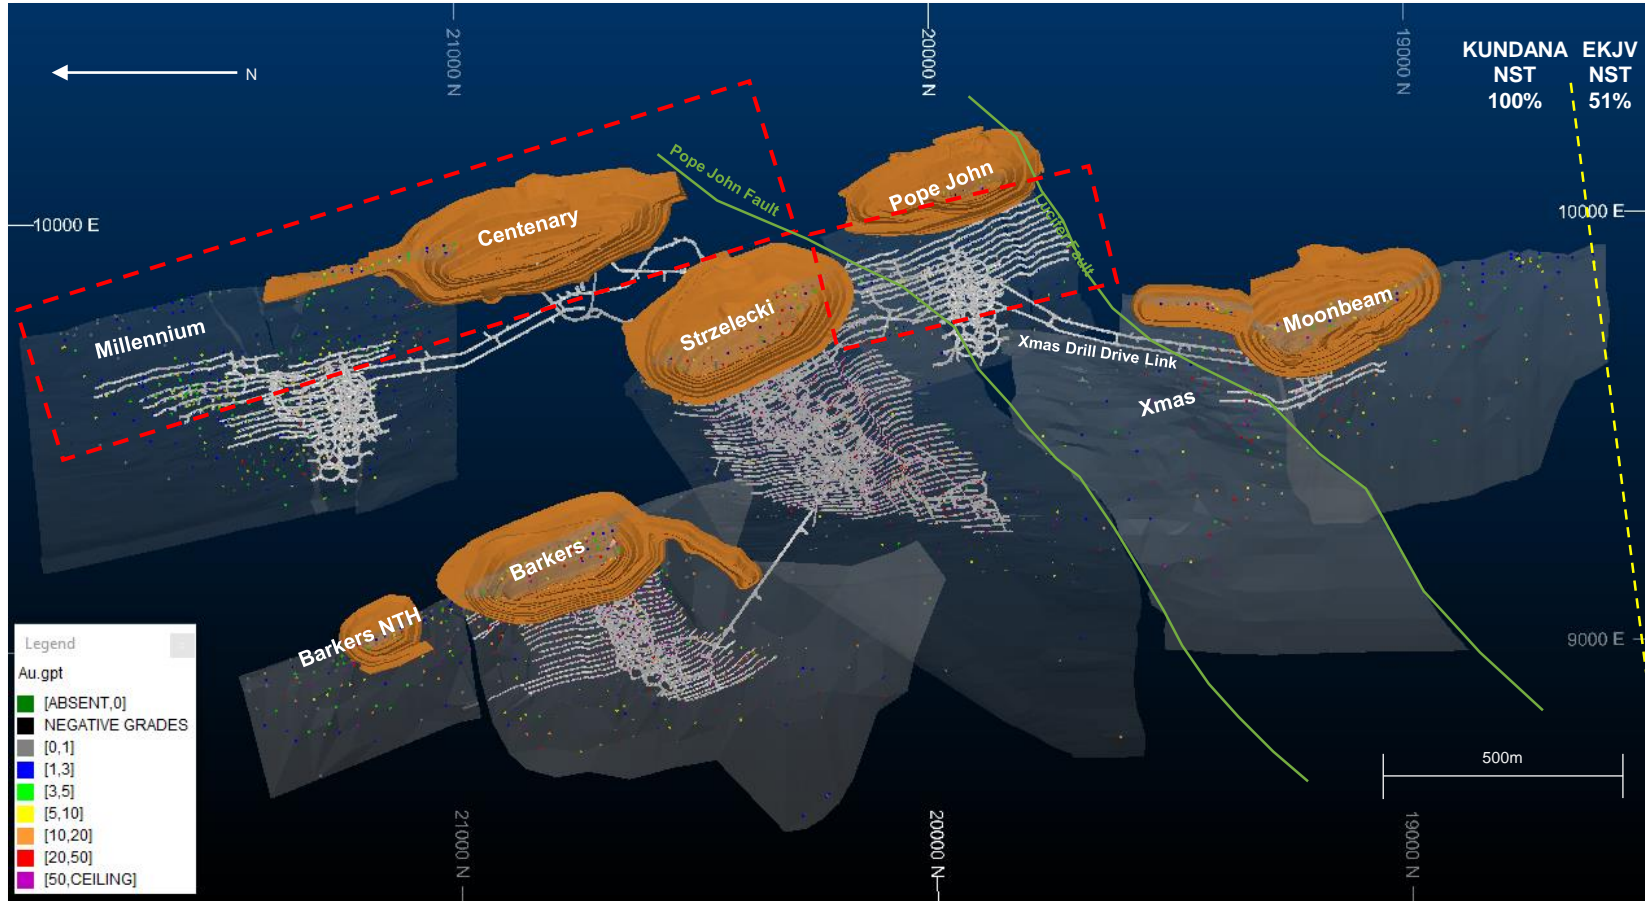 21000 N
20000 N
19000 N
KUNDANA
NST
100%
EKJV
NST
51%
N
Pope John Fault
Pope John
Centenary
Lucifer Fault
10000 E
10000 E
Millennium
Strzelecki
Moonbeam
Xmas Drill Drive Link
Xmas
Barkers
Barkers NTH
9000 E
Legend
Au.gpt
[ABSENT,0]
NEGATIVE GRADES
[0,1]
[1,3]
[3,5]
[5,10]
[10,20]
[20,50]
[50,CEILING]
500m
21000 N
20000 N
19000 N